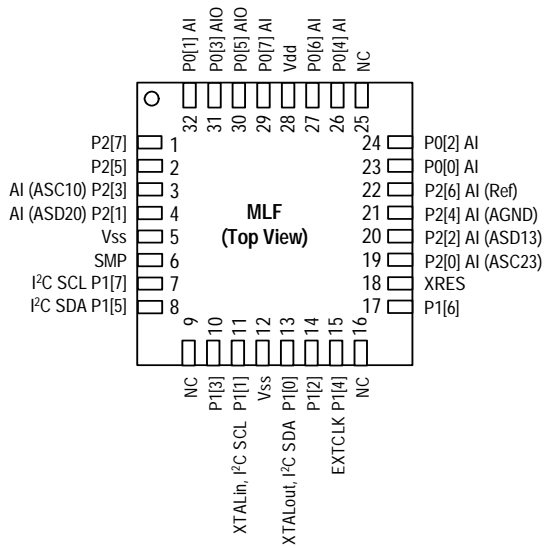 P0[1] AI
P0[3] AIO
P0[5] AIO
P0[7] AI
Vdd
P0[6] AI
P0[4] AI
NC
32
31
30
29
28
27
26
25
P2[7] 1
P2[5] 2
AI (ASC10) P2[3] 3
AI (ASD20) P2[1] 4
Vss 5
SMP 6
I²C SCL P1[7] 7
I²C SDA P1[5] 8
MLF
(Top View)
24 P0[2] AI
23 P0[0] AI
22 P2[6] AI (Ref)
21 P2[4] AI (AGND)
20 P2[2] AI (ASD13)
19 P2[0] AI (ASC23)
18 XRES
17 P1[6]
9
10
11
12
13
14
15
16
NC
P1[3]
XTALin, I²C SCL P1[1]
Vss
XTALout, I²C SDA P1[0]
P1[2]
EXTCLK P1[4]
NC